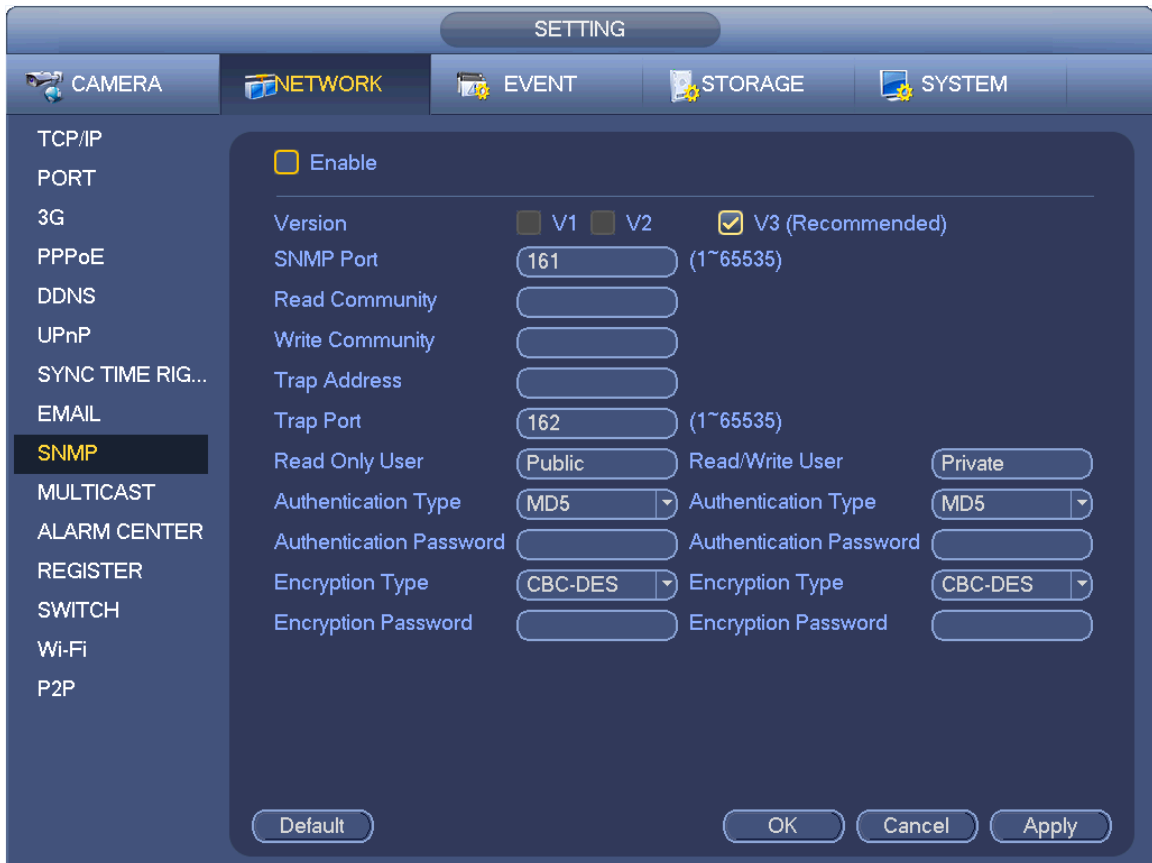 SETTING
CAMERA NETWORK EVENT STORAGE SYSTEM
TCP/IP
PORT
3G
PPPoE
DDNS
UPnP
SYNC TIME RIG...
EMAIL
SNMP
MULTICAST
ALARM CENTER
REGISTER
SWITCH
Wi-Fi
P2P
Enable
Version V1 V2 V3 (Recommended)
SNMP Port 161 (1~65535)
Read Community
Write Community
Trap Address
Trap Port 162 (1~65535)
Read Only User Public Read/Write User Private
Authentication Type MD5 Authentication Type MD5
Authentication Password Authentication Password
Encryption Type CBC-DES Encryption Type CBC-DES
Encryption Password Encryption Password
Default OK Cancel Apply